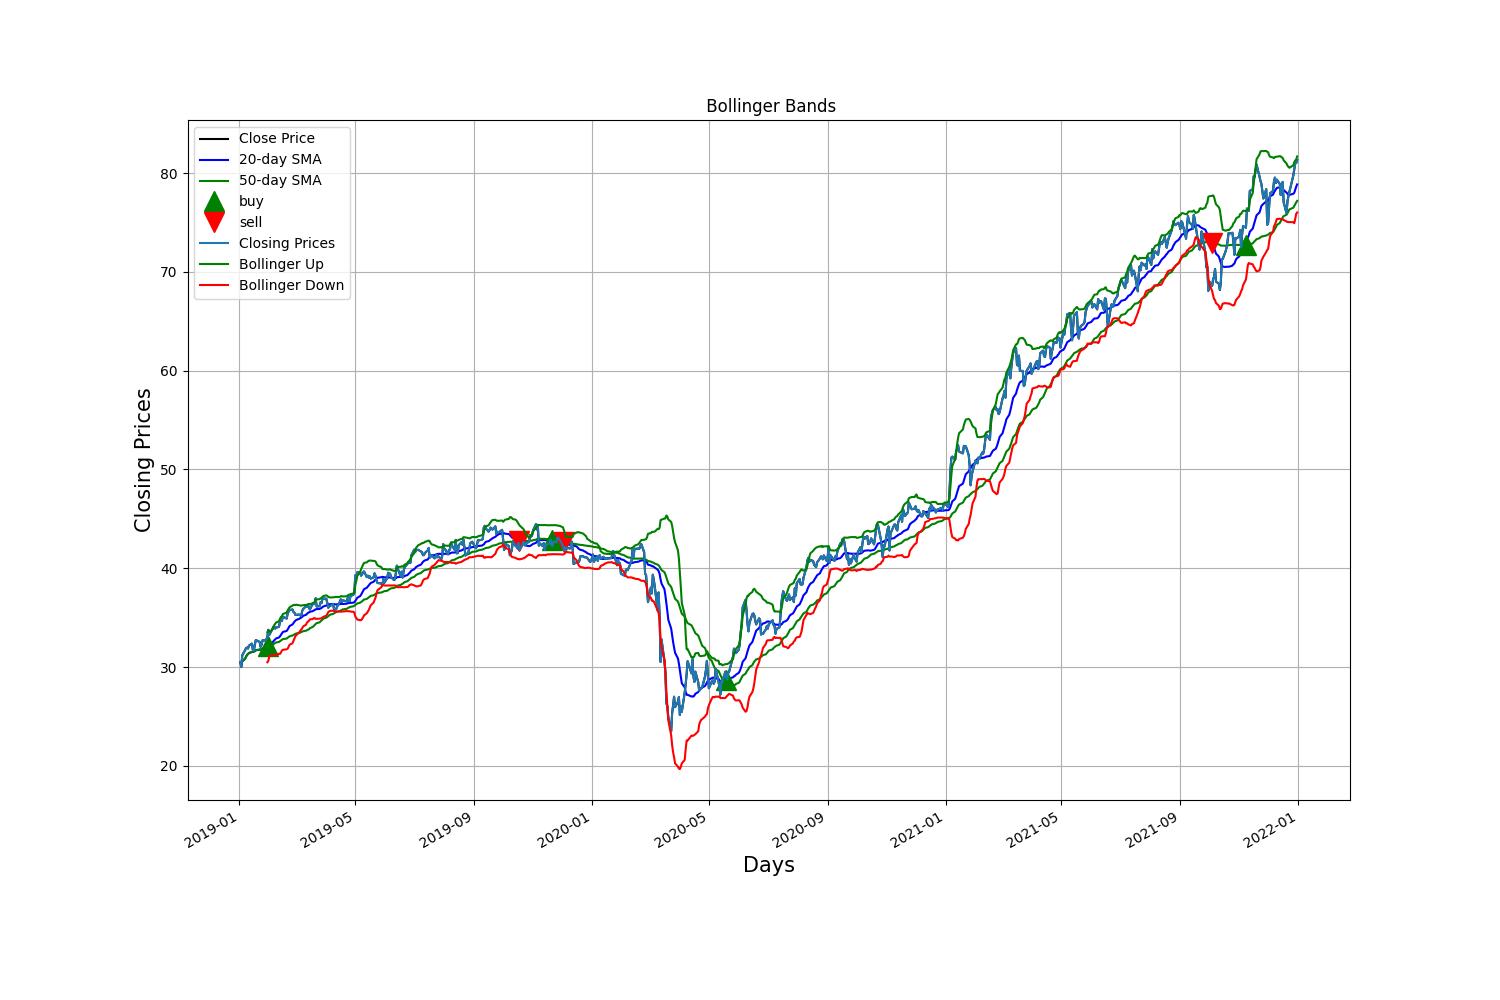 Bollinger Bands
Close Price
20-day SMA
50-day SMA
buy
sell
Closing Prices
Bollinger Up
Bollinger Down
Closing Prices
80
70
60
50
40
30
20
2019-01
2019-05
2019-09
2020-01
2020-05
2020-09
2021-01
2021-05
2021-09
2022-01
Days